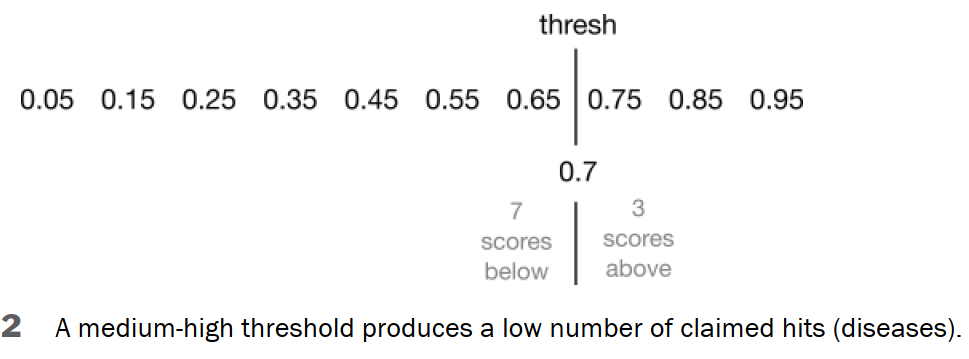 thresh
0.05 0.15 0.25 0.35 0.45 0.55 0.65 0.75 0.85 0.95
0.7
7 3
scores scores
below above
2 A medium-high threshold produces a low number of claimed hits (diseases).